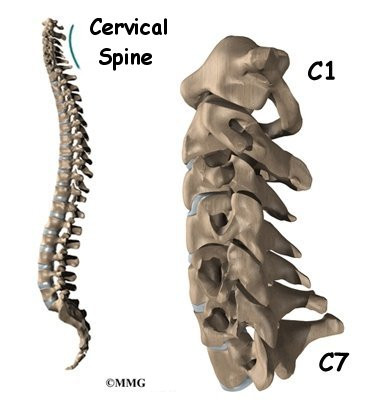 Cervical
Spine
C1
C7
©MMG